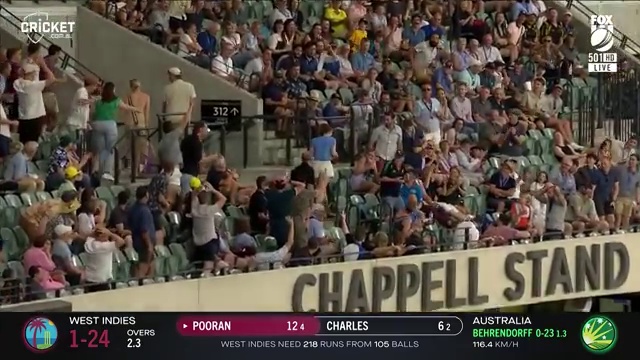 CRICKET
.com.au
FOX
501HD
LIVE
312
CHAPPELL STAND
WEST INDIES
1-24 OVERS 2.3
POORAN 12 4 CHARLES 6 2
WEST INDIES NEED 218 RUNS FROM 105 BALLS
AUSTRALIA
BEHRENDORFF 0-23 1.3
116.4 KM/H